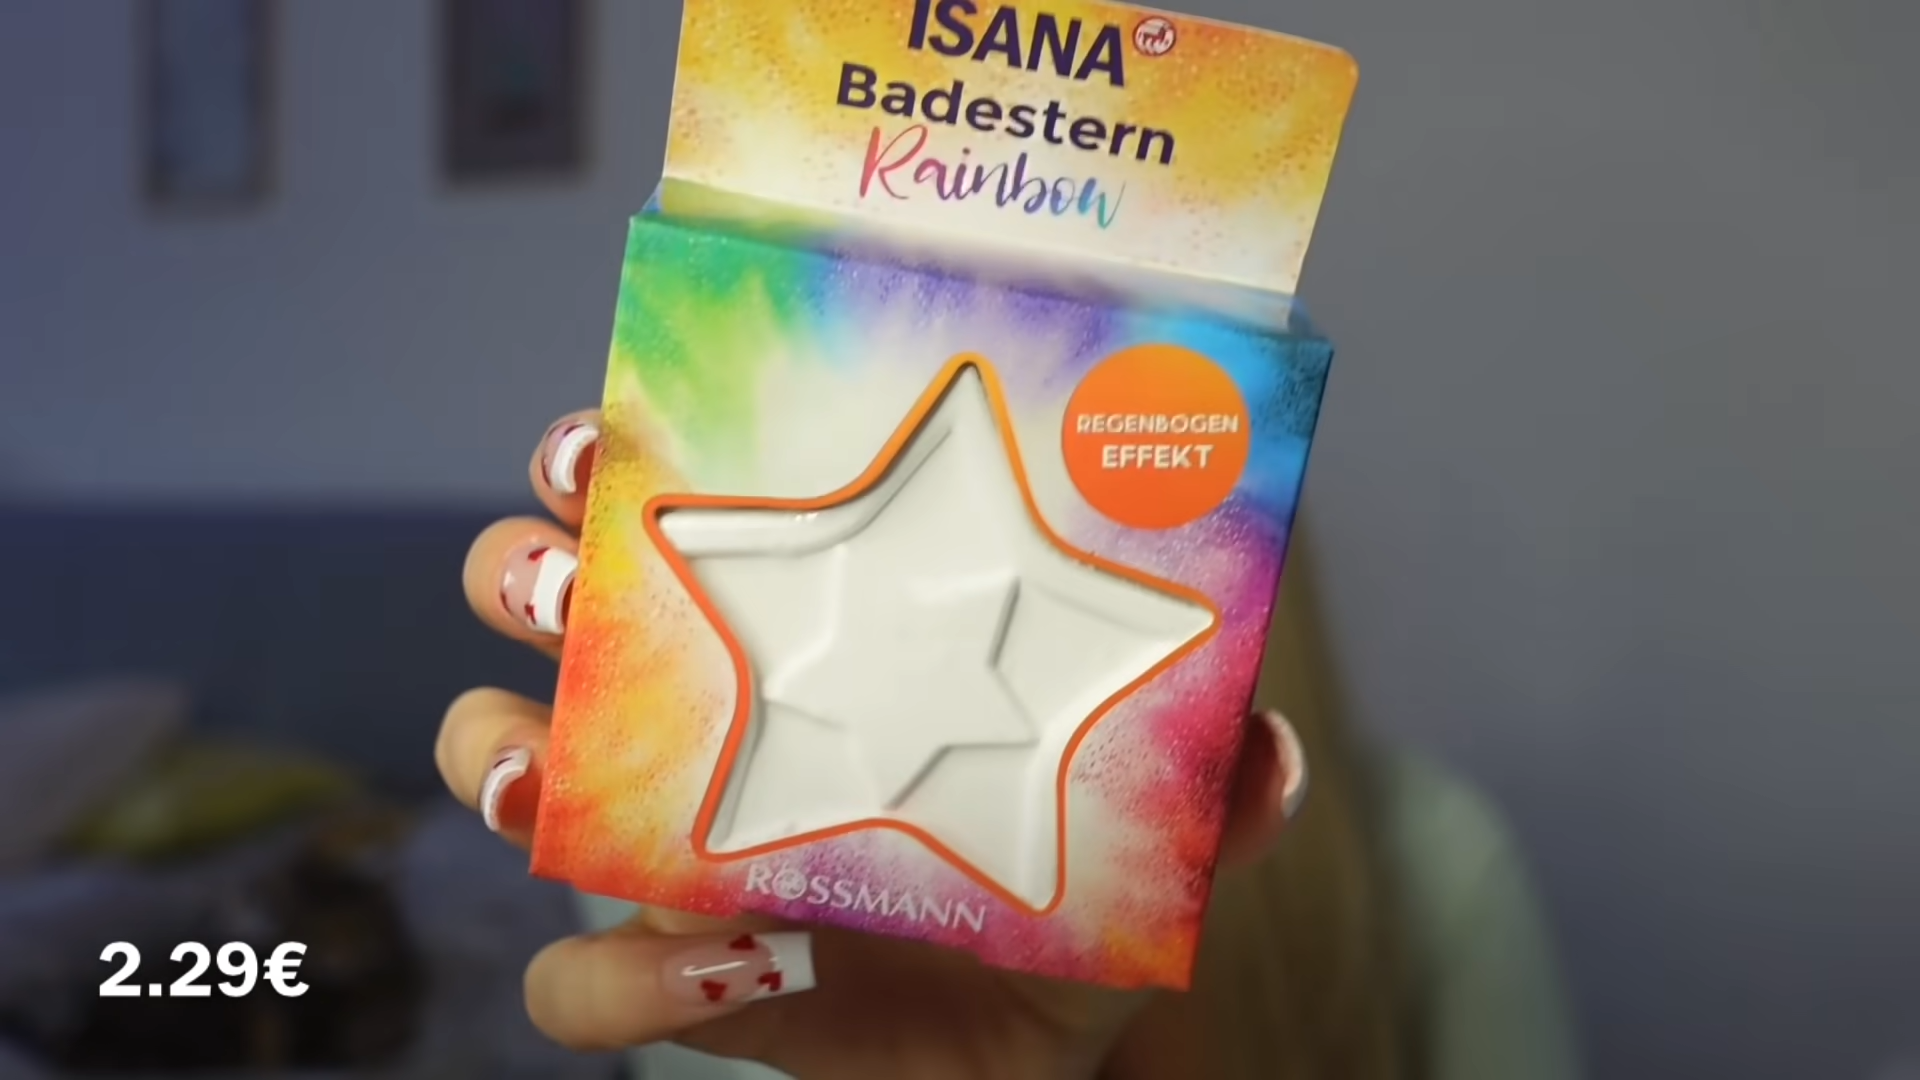 ISANA
Badestern
Rainbow
REGENBOGEN
EFFEKT
ROSSMANN
2.29€